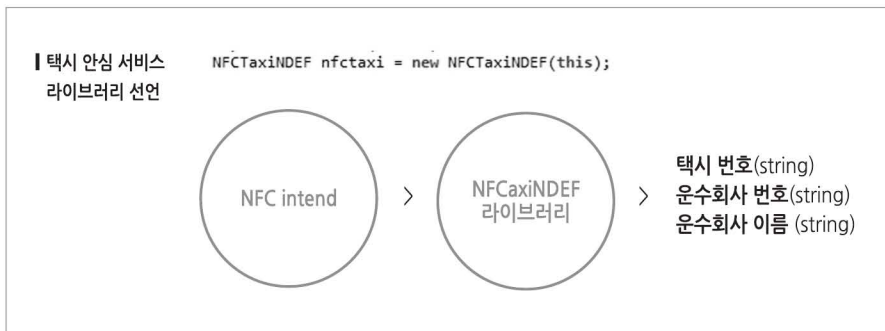 택시 안심 서비스
라이브러리 선언
NFCTaxiNDEF nfctaxi = new NFCTaxiNDEF(this);
NFC intend
>
NFCaxiNDEF
라이브러리
>
택시 번호(string)
운수회사 번호(string)
운수회사 이름 (string)